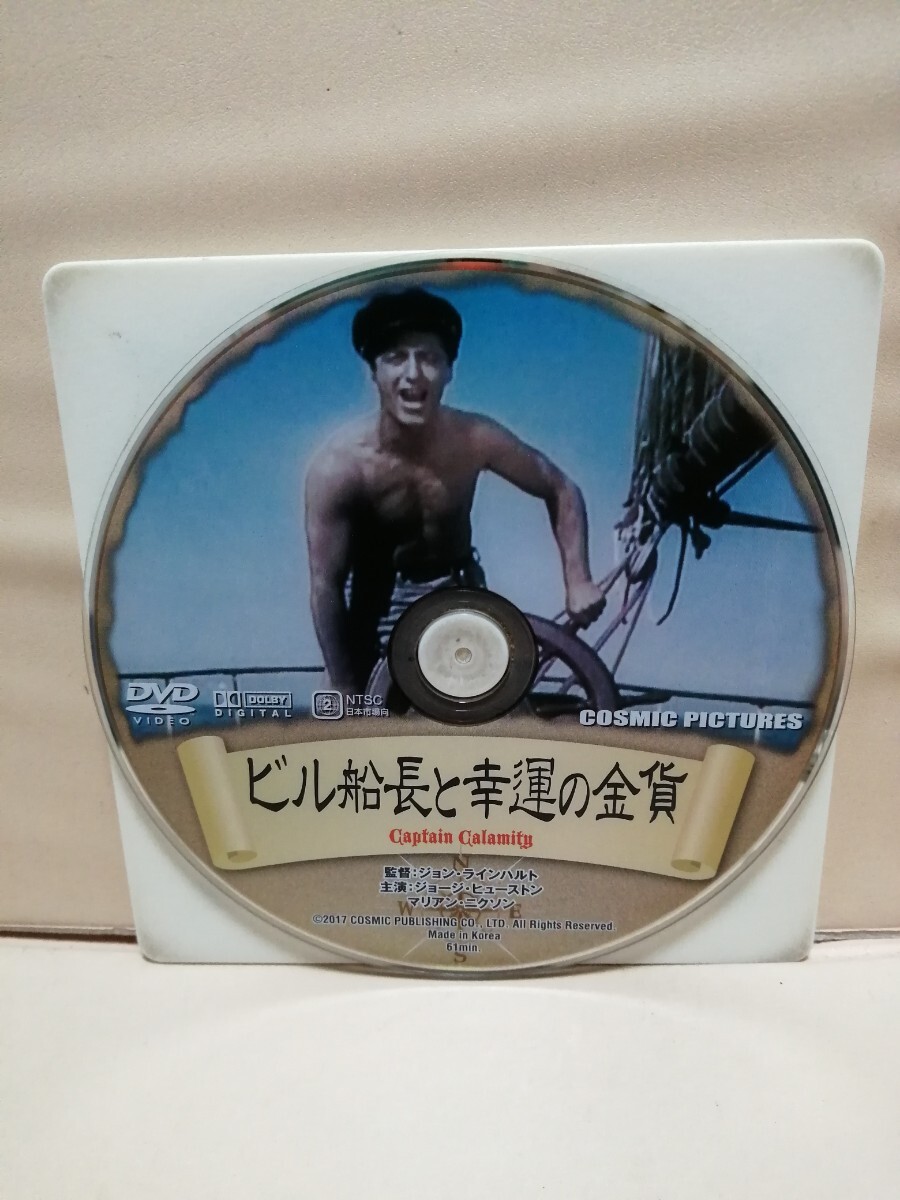 DVD
VIDEO
DOLBY
DIGITAL
2
NTSC
日本市場向
COSMIC PICTURES
ビル船長と幸運の金貨
Captain Calamity
監督:ジョン・ラインハルト
主演:ジョージ・ヒューストン
マリアン・ニクソン
N
W E
S
©2017 COSMIC PUBLISHING CO., LTD. All Rights Reserved.
Made in Korea
61min.